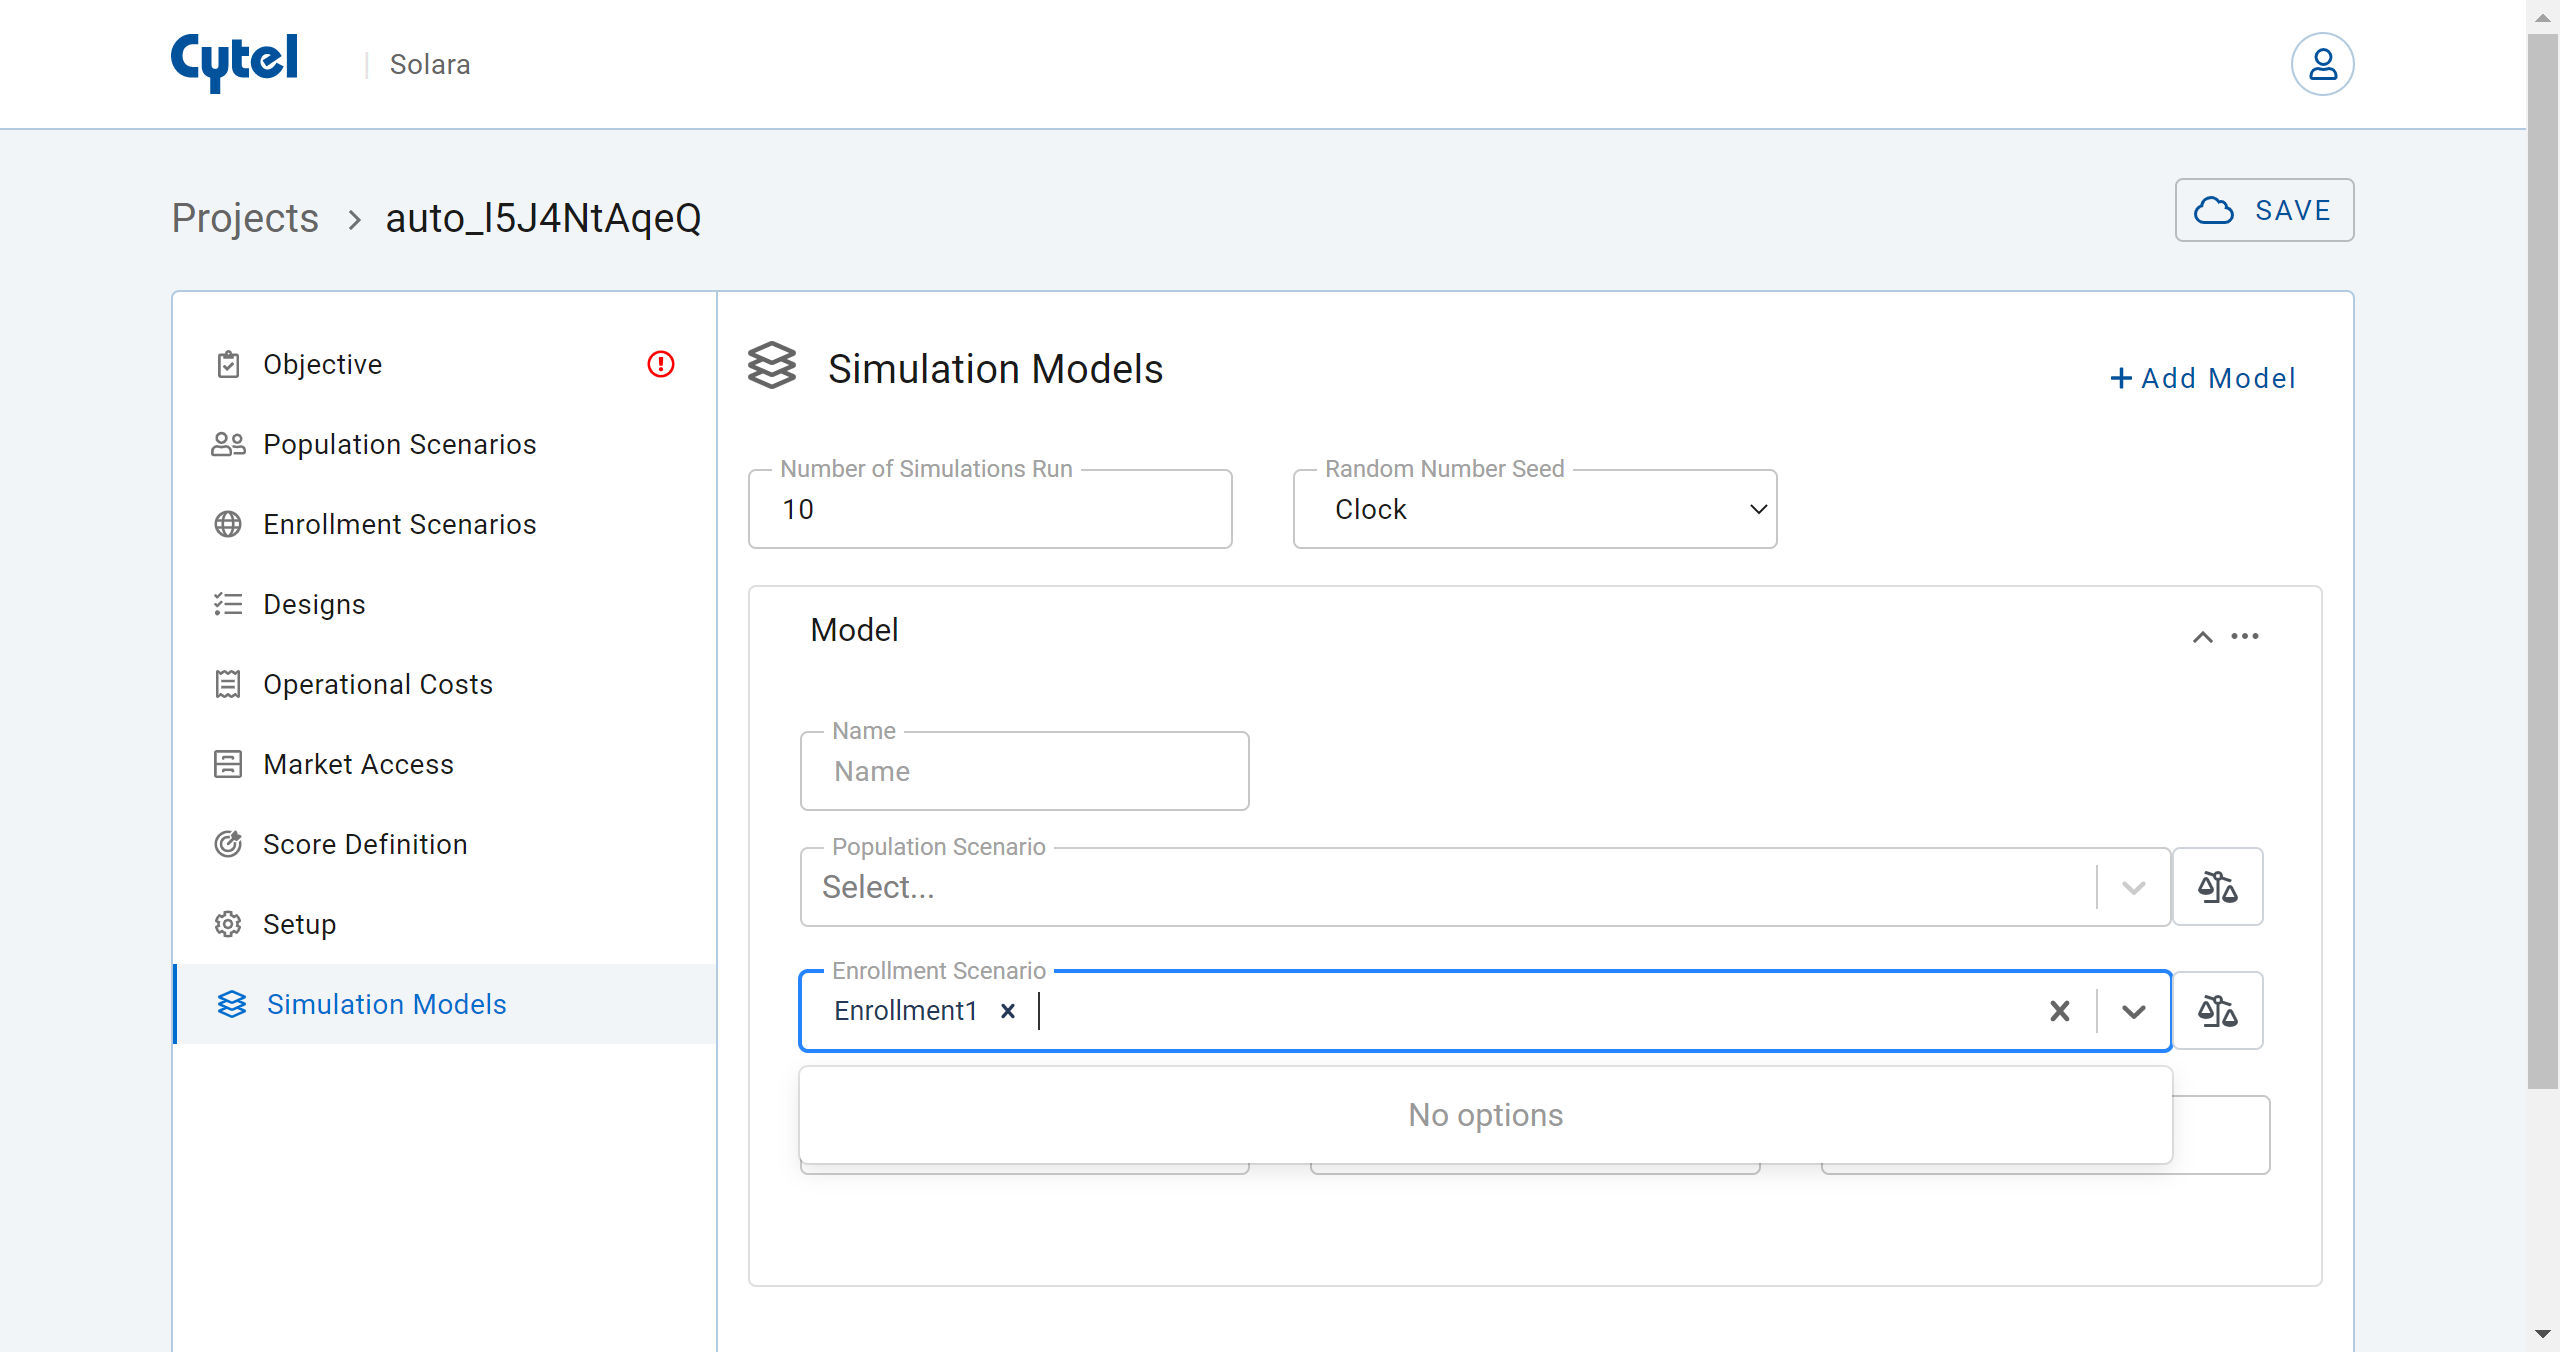 Cytel
Solara
Projects > auto_l5J4NtAqeQ
SAVE
Objective
Population Scenarios
Enrollment Scenarios
Designs
Operational Costs
Market Access
Score Definition
Setup
Simulation Models
Simulation Models
+ Add Model
Number of Simulations Run
10
Random Number Seed
Clock
Model
Name
Name
Population Scenario
Select...
Enrollment Scenario
Enrollment1
No options